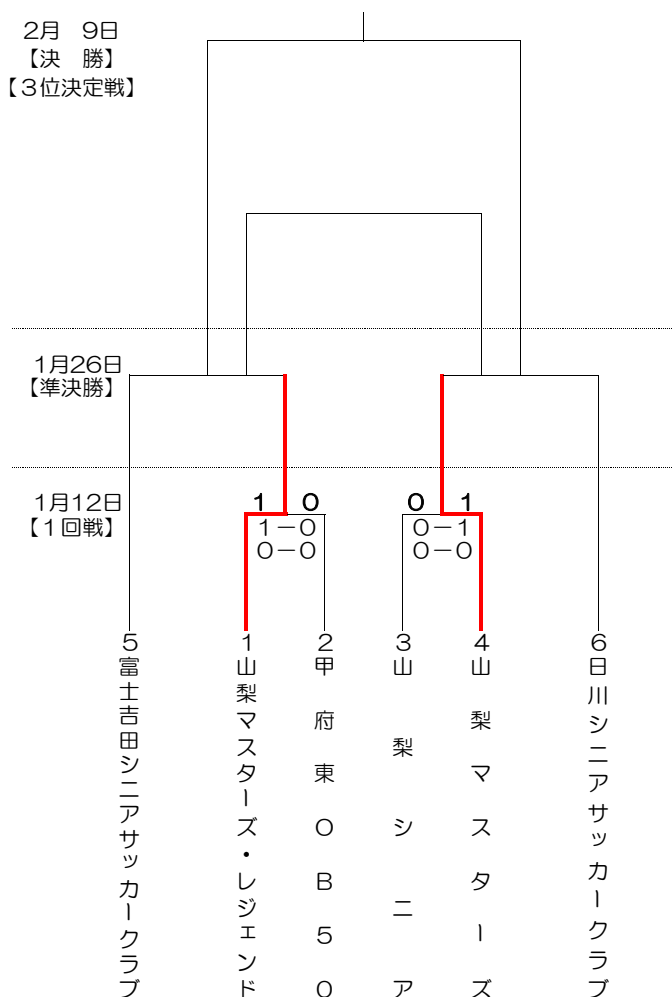 2月　9日
【決　勝】
【3位決定戦】
1月26日
【準決勝】
1月12日
【1回戦】
1　0
1－0
0－0
0　1
0－1
0－0
5
富士吉田シニアサッカークラブ
1
山梨マスターズ・レジェンド
2
甲府東OB50
3
山梨シニア
4
山梨マスターズ
6
日川シニアサッカークラブ